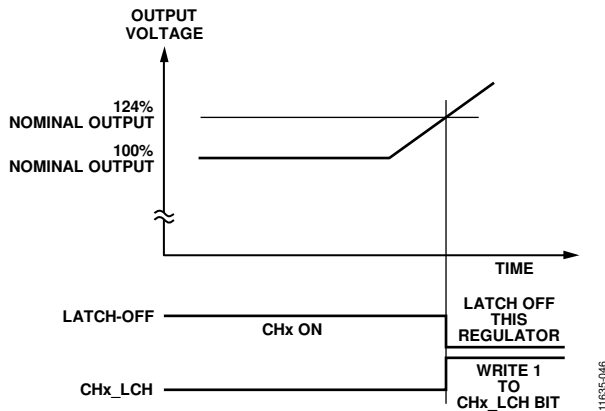 OUTPUT
VOLTAGE
124%
NOMINAL OUTPUT
100%
NOMINAL OUTPUT
TIME
LATCH-OFF
CHx ON
LATCH OFF
THIS
REGULATOR
CHx_LCH
WRITE 1
TO
CHx_LCH BIT
11635-046